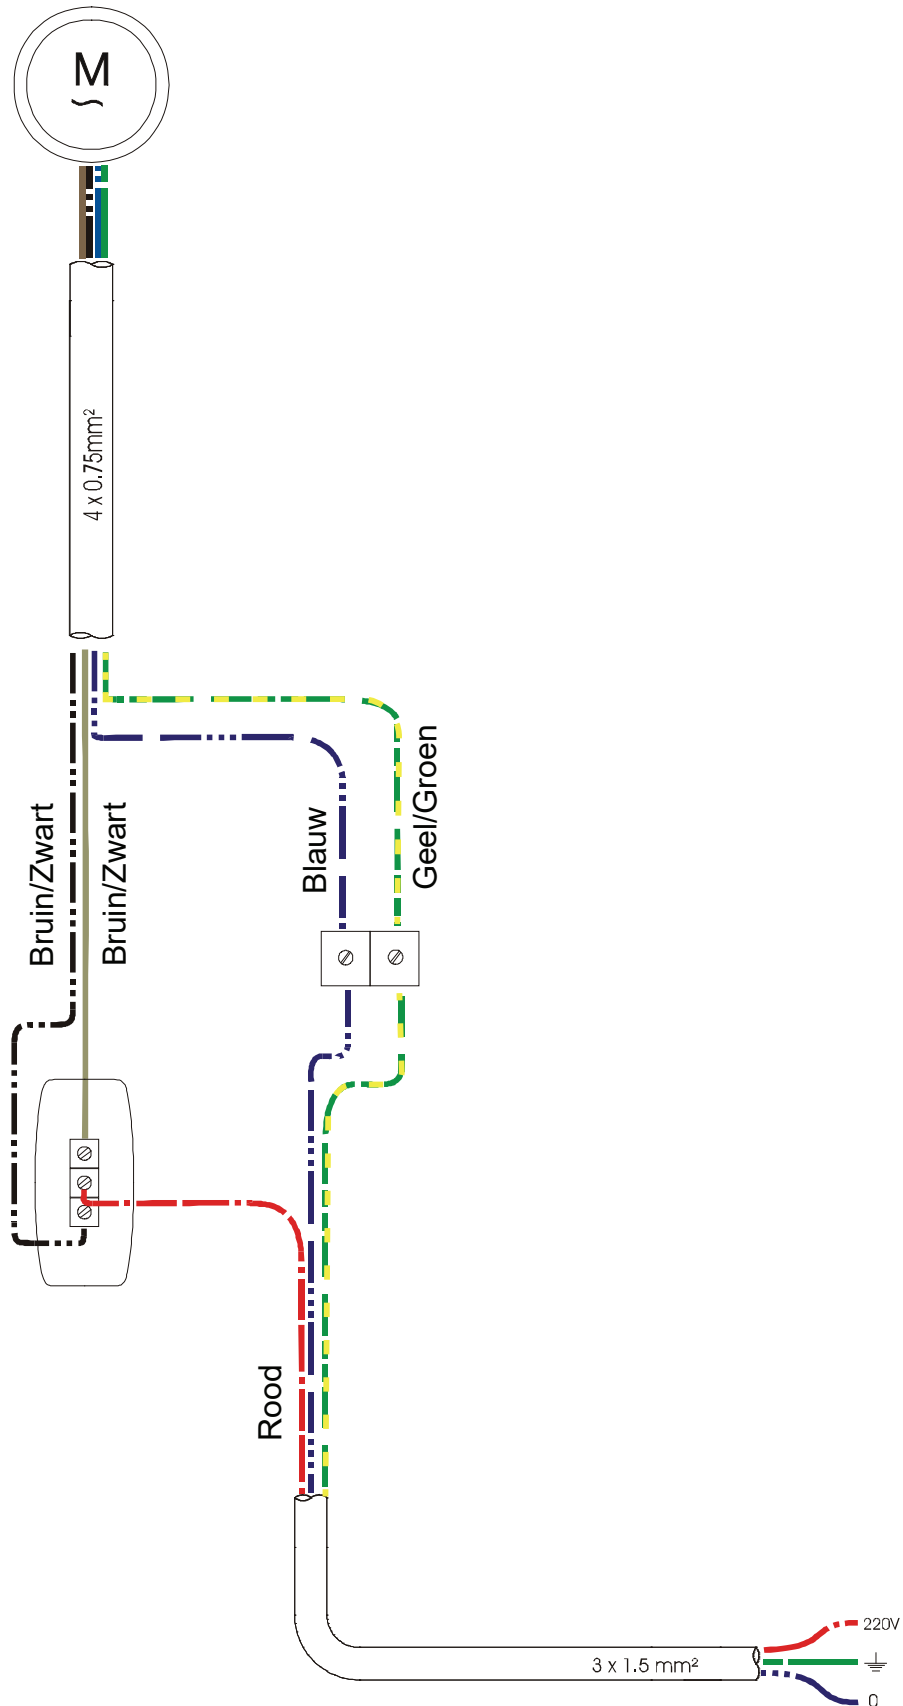 M
~
4 x 0.75mm²
Bruin/Zwart
Bruin/Zwart
Blauw
Geel/Groen
Rood
3 x 1.5 mm²
220V
0